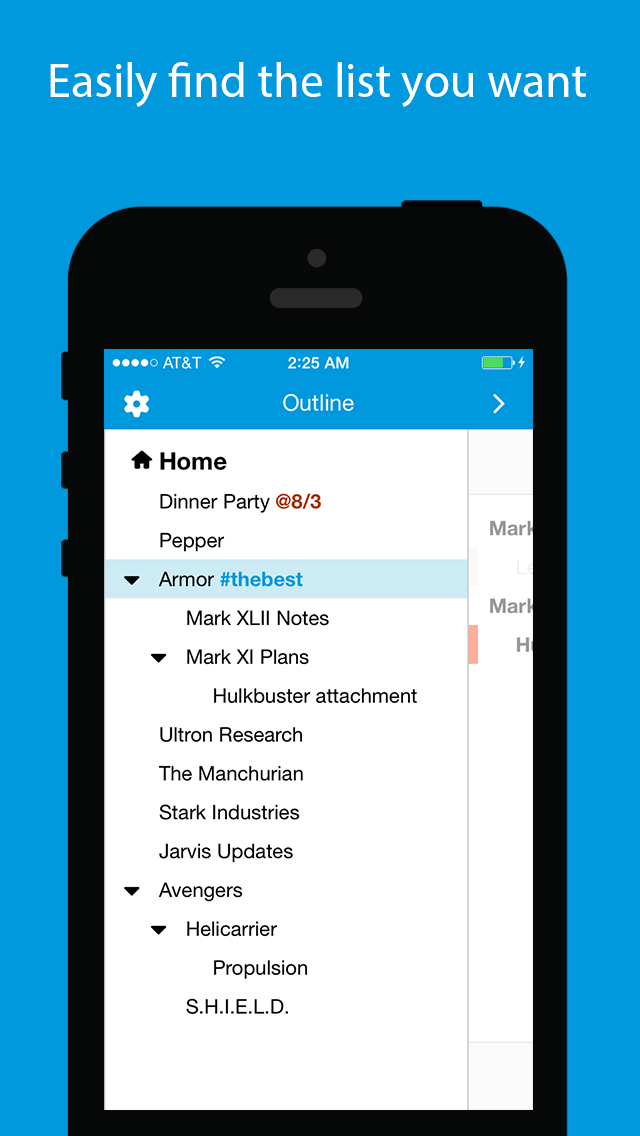 Easily find the list you want
AT&T 2:25 AM
Outline
Home
Dinner Party @8/3
Pepper
Armor #thebest
Mark XLII Notes
Mark XI Plans
Hulkbuster attachment
Ultron Research
The Manchurian
Stark Industries
Jarvis Updates
Avengers
Helicarrier
Propulsion
S.H.I.E.L.D.
Mark
Le
Mark